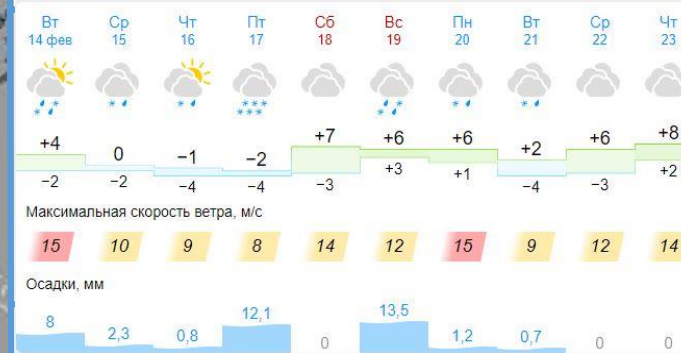 Вт Ср Чт Пт Сб Вс Пн Вт Ср Чт
14 фев 15 16 17 18 19 20 21 22 23
+4 0 −1 −2 +7 +6 +6 +2 +6 +8
−2 −2 −4 −4 −3 +3 +1 −4 −3 +2
Максимальная скорость ветра, м/с
15 10 9 8 14 12 15 9 12 14
Осадки, мм
8 2,3 0,8 12,1 0 13,5 1,2 0,7 0 0